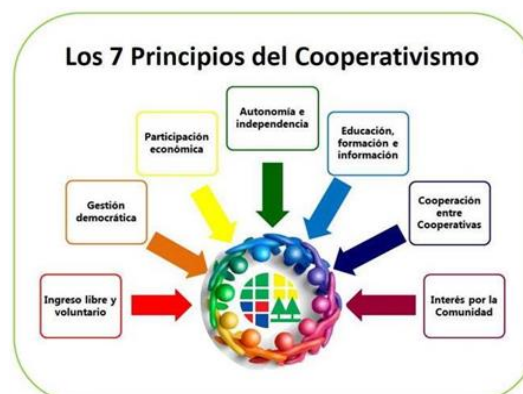 Los 7 Principios del Cooperativismo
Ingreso libre y
voluntario
Gestión
democrática
Participación
económica
Autonomía e
independencia
Educación,
formación e
información
Cooperación
entre
Cooperativas
Interés por la
Comunidad